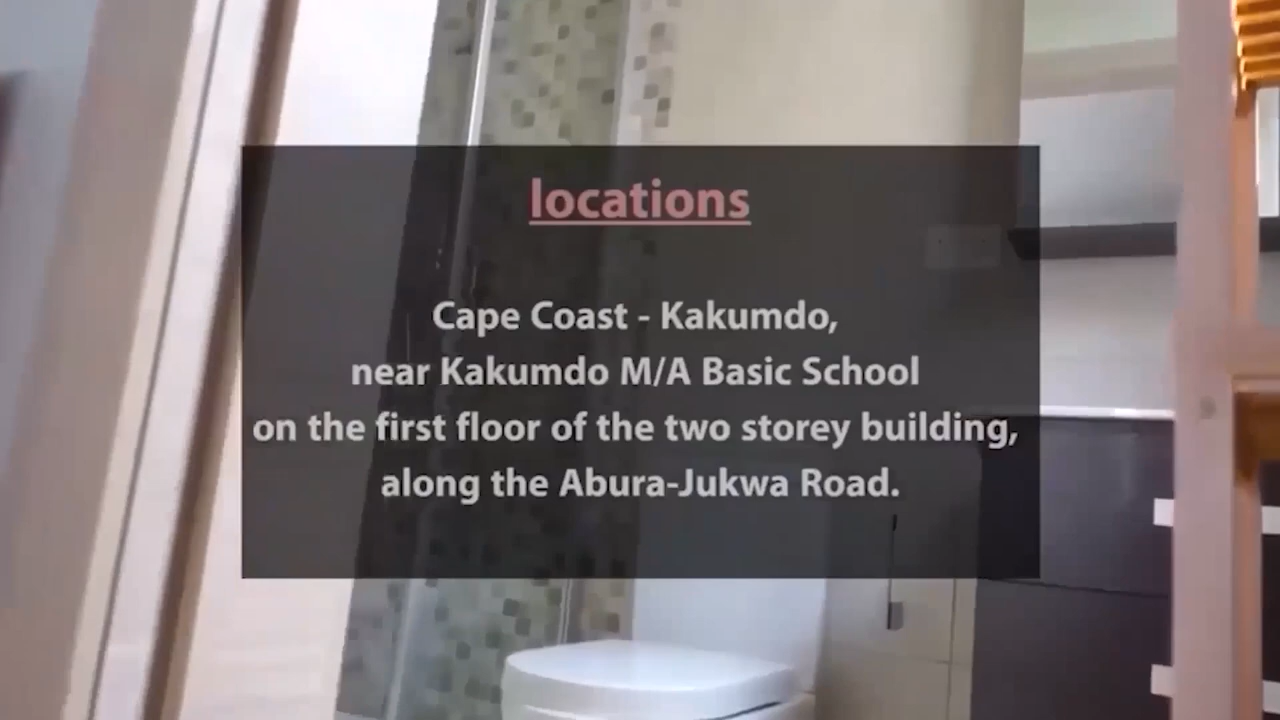 locations
Cape Coast - Kakumdo,
near Kakumdo M/A Basic School
on the first floor of the two storey building,
along the Abura-Jukwa Road.